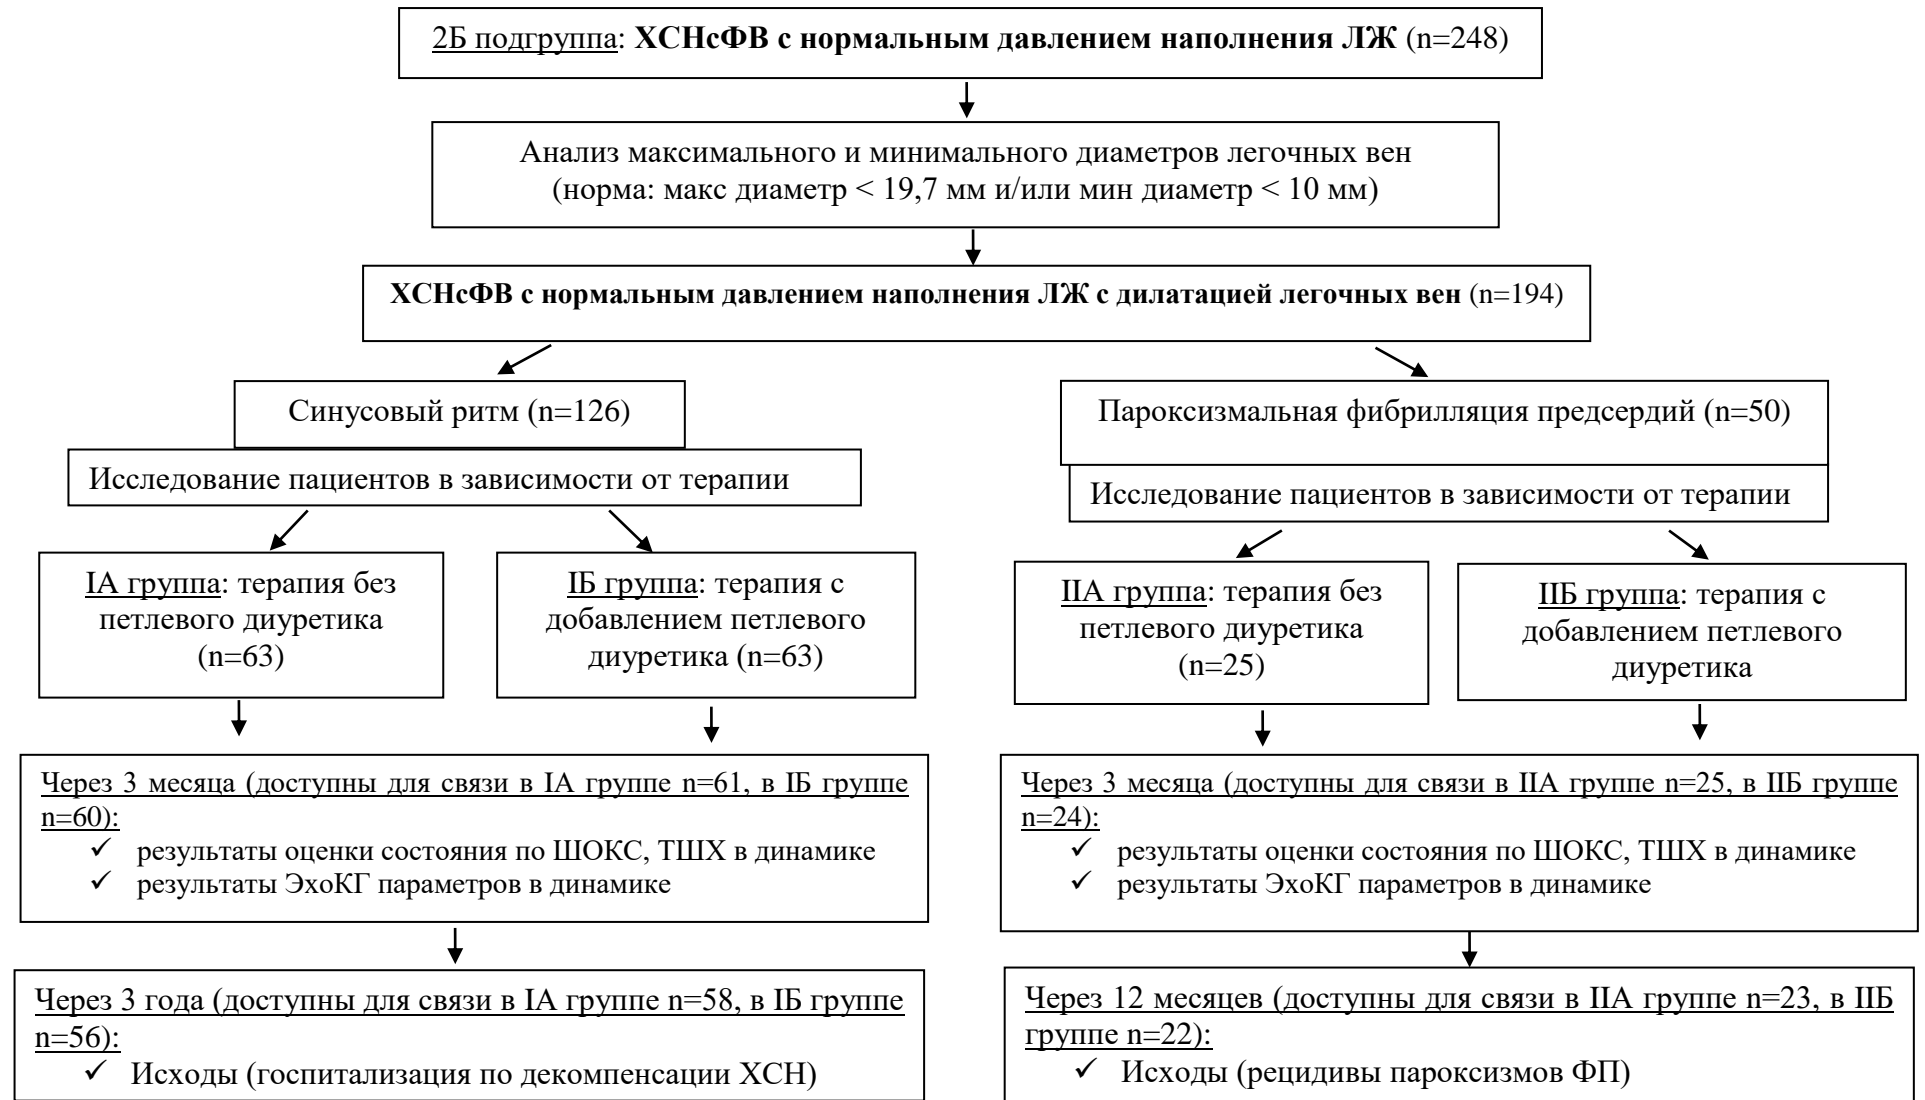 2Б подгруппа: ХСНсФВ с нормальным давлением наполнения ЛЖ (n=248)
Анализ максимального и минимального диаметров легочных вен
(норма: макс диаметр < 19,7 мм и/или мин диаметр < 10 мм)
ХСНсФВ с нормальным давлением наполнения ЛЖ с дилатацией легочных вен (n=194)
Синусовый ритм (n=126)
Исследование пациентов в зависимости от терапии
IА группа: терапия без
петлевого диуретика
(n=63)
IБ группа: терапия с
добавлением петлевого
диуретика (n=63)
Через 3 месяца (доступны для связи в IА группе n=61, в IБ группе
n=60):
✓ результаты оценки состояния по ШОКС, ТШХ в динамике
✓ результаты ЭхоКГ параметров в динамике
Через 3 года (доступны для связи в IА группе n=58, в IБ группе
n=56):
✓ Исходы (госпитализация по декомпенсации ХСН)
Пароксизмальная фибрилляция предсердий (n=50)
Исследование пациентов в зависимости от терапии
IIА группа: терапия без
петлевого диуретика
(n=25)
IIБ группа: терапия с
добавлением петлевого
диуретика
Через 3 месяца (доступны для связи в IIА группе n=25, в IIБ группе
n=24):
✓ результаты оценки состояния по ШОКС, ТШХ в динамике
✓ результаты ЭхоКГ параметров в динамике
Через 12 месяцев (доступны для связи в IIА группе n=23, в IIБ
группе n=22):
✓ Исходы (рецидивы пароксизмов ФП)